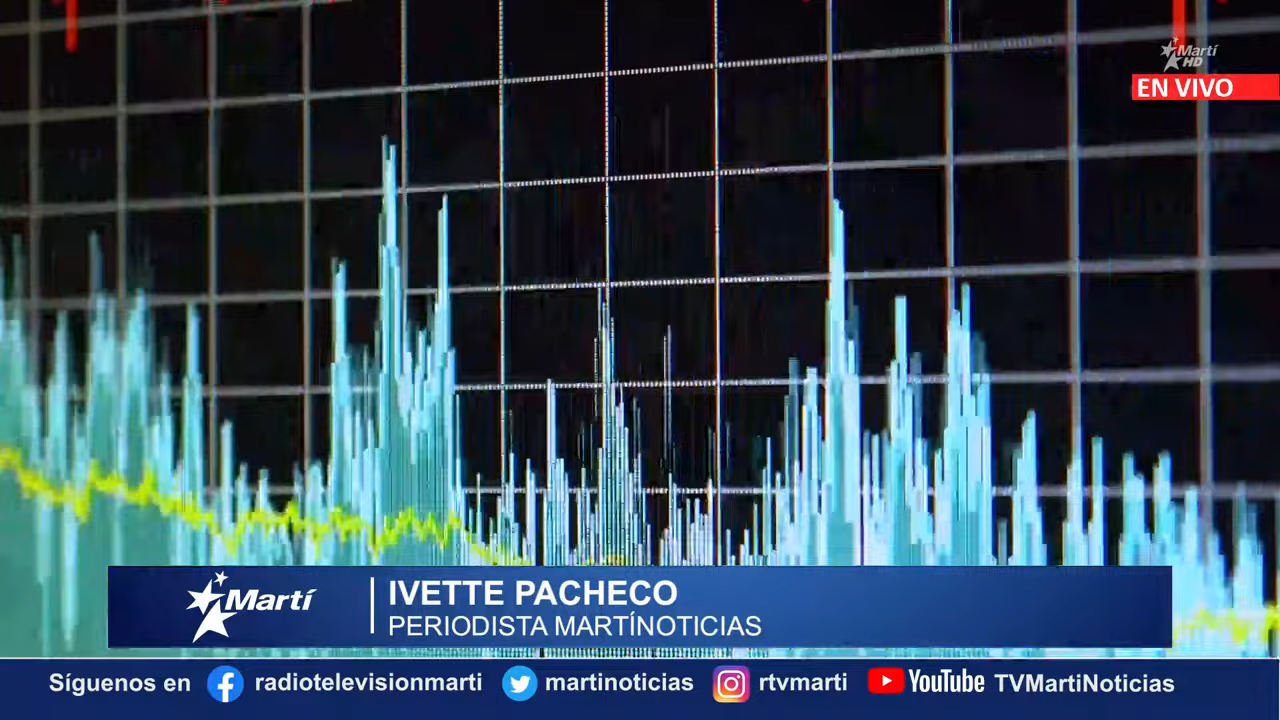 Martí
HD
EN VIVO
Martí
IVETTE PACHECO
PERIODISTA MARTÍNOTICIAS
Síguenos en radiotelevisionmarti martinoticias rtvmarti YouTube TVMartiNoticias